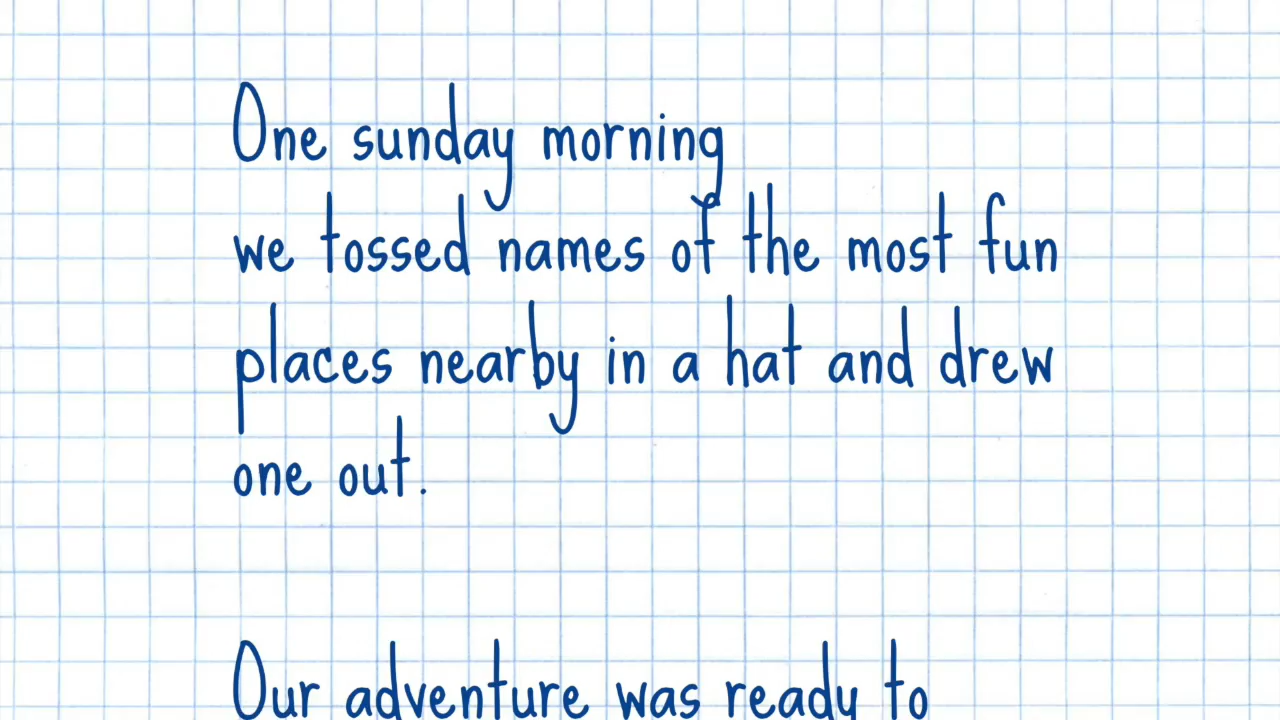 One sunday morning
we tossed names of the most fun
places nearby in a hat and drew
one out.
Our adventure was ready to